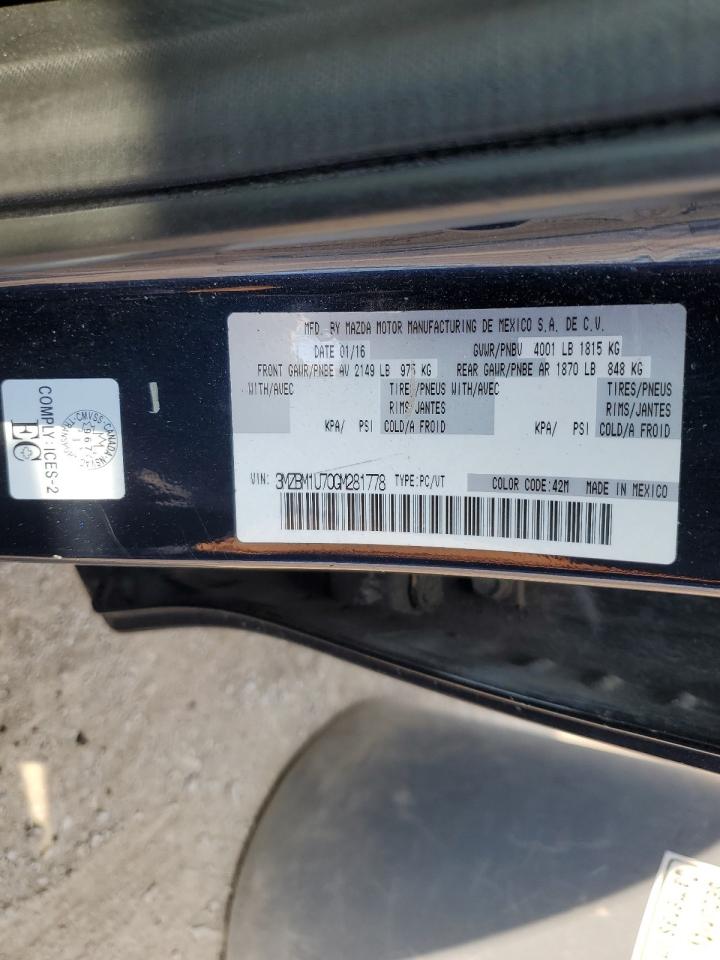 MFD. BY MAZDA MOTOR MANUFACTURING DE MEXICO S.A. DE C.V.
DATE 01/16 GVWR/PNBV 4001 LB 1815 KG
FRONT GAWR/PNBE AV 2149 LB 975 KG REAR GAWR/PNBE AR 1870 LB 848 KG
WITH/AVEC TIRES/PNEUS WITH/AVEC TIRES/PNEUS
RIMS/JANTES RIMS/JANTES
KPA/ PSI COLD/A FROID KPA/ PSI COLD/A FROID
VIN: 3MZBM1U70GM281778 TYPE:PC/VT COLOR CODE:42M MADE IN MEXICO
COMPLY:ICES-2
EC